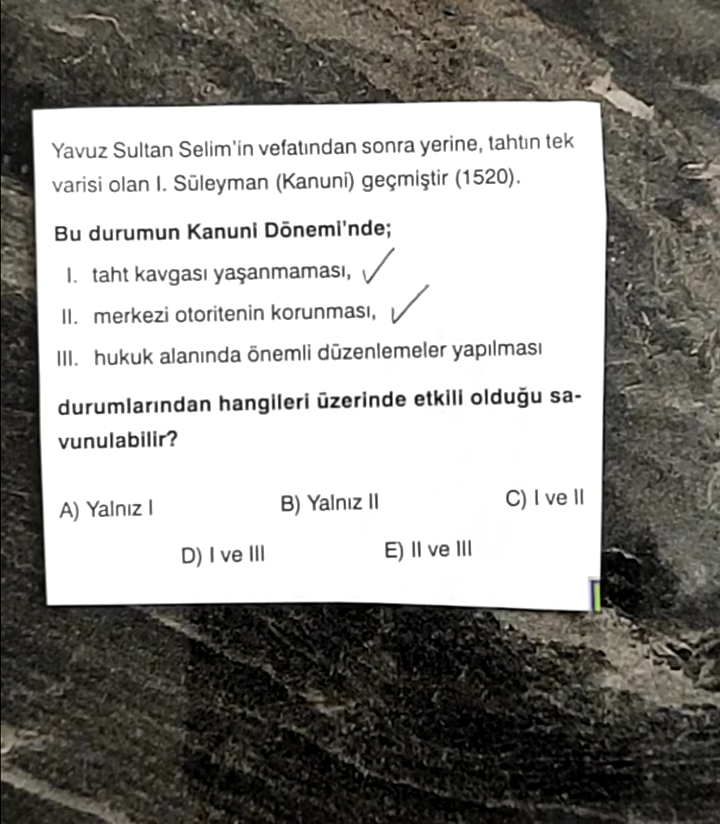 Yavuz Sultan Selim'in vefatından sonra yerine, tahtın tek
varisi olan I. Süleyman (Kanuni) geçmiştir (1520).
Bu durumun Kanuni Dönemi'nde;
I. taht kavgası yaşanmaması,
II. merkezi otoritenin korunması,
III. hukuk alanında önemli düzenlemeler yapılması
durumlarından hangileri üzerinde etkili olduğu sa-
vunulabilir?
A) Yalnız I B) Yalnız II C) I ve II
D) I ve III E) II ve III